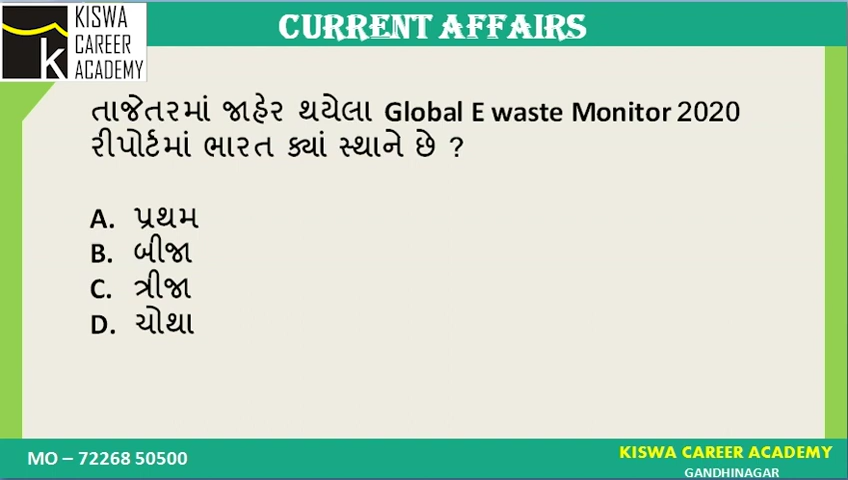 KISWA
CAREER
ACADEMY
k
CURRENT AFFAIRS
તાજેતરમાં જાહેર થયેલા Global E waste Monitor 2020
રીપોર્ટમાં ભારત ક્યાં સ્થાને છે ?
A. પ્રથમ
B. બીજા
C. ત્રીજા
D. ચોથા
MO – 72268 50500
KISWA CAREER ACADEMY
GANDHINAGAR